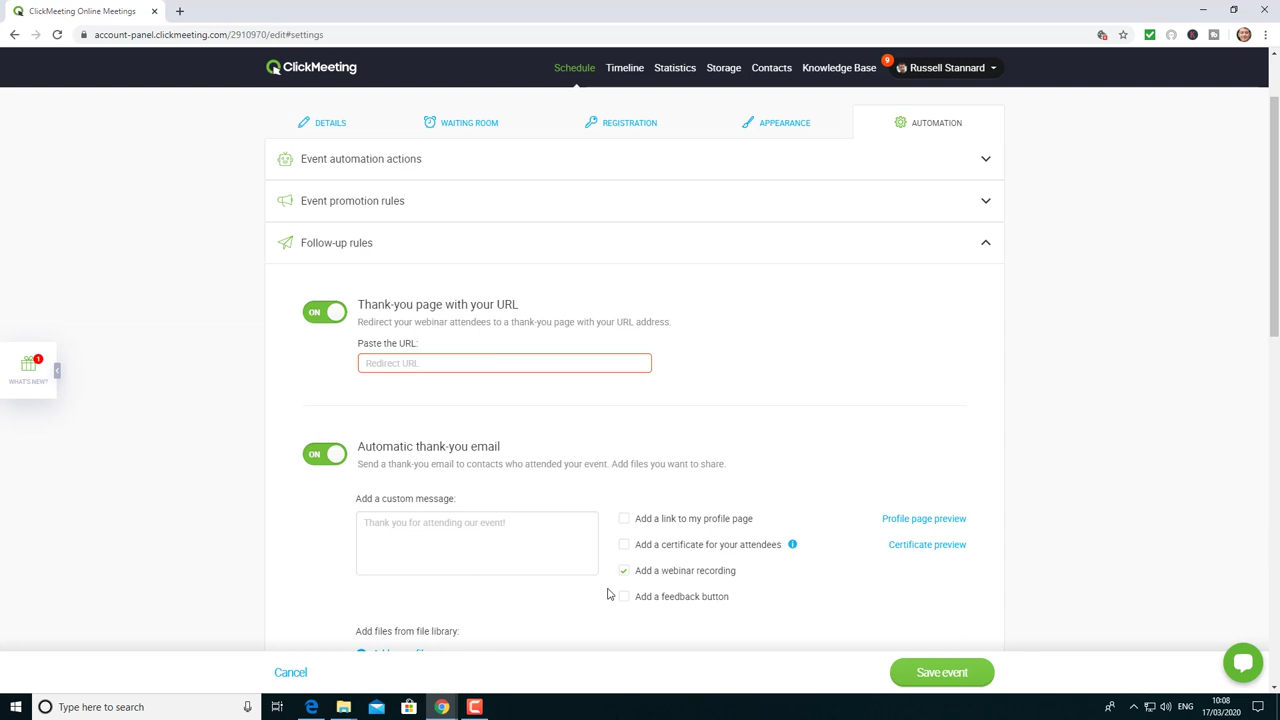 ClickMeeting Online Meetings
account-panel.clickmeeting.com/2910970/edit#settings
ClickMeeting
Schedule
Timeline
Statistics
Storage
Contacts
Knowledge Base
9
Russell Stannard
DETAILS
WAITING ROOM
REGISTRATION
APPEARANCE
AUTOMATION
Event automation actions
Event promotion rules
Follow-up rules
ON
Thank-you page with your URL
Redirect your webinar attendees to a thank-you page with your URL address.
Paste the URL:
Redirect URL
1
WHAT'S NEW?
ON
Automatic thank-you email
Send a thank-you email to contacts who attended your event. Add files you want to share.
Add a custom message:
Thank you for attending our event!
Add a link to my profile page
Profile page preview
Add a certificate for your attendees
Certificate preview
Add a webinar recording
Add a feedback button
Add files from file library:
Cancel
Save event
Type here to search
ENG
10:08
17/03/2020